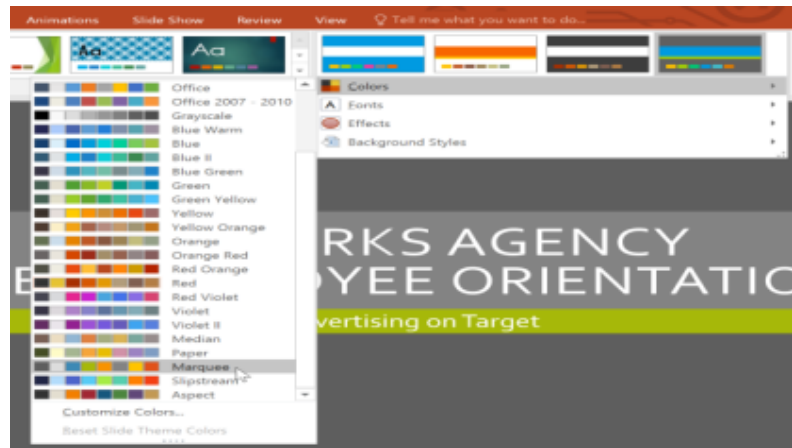 Animations Slide Show Review View Tell me what you want to do...
Aa Aa
Office
Office 2007 - 2010
Grayscale
Blue Warm
Blue
Blue II
Blue Green
Green
Green Yellow
Yellow
Yellow Orange
Orange
Orange Red
Red Orange
Red
Red Violet
Violet
Violet II
Median
Paper
Marquee
Slipstream
Aspect
Customize Colors...
Reset Slide Theme Colors
Colors
A Fonts
Effects
Background Styles
RKS AGENCY
E YEE ORIENTATIO
vertising on Target